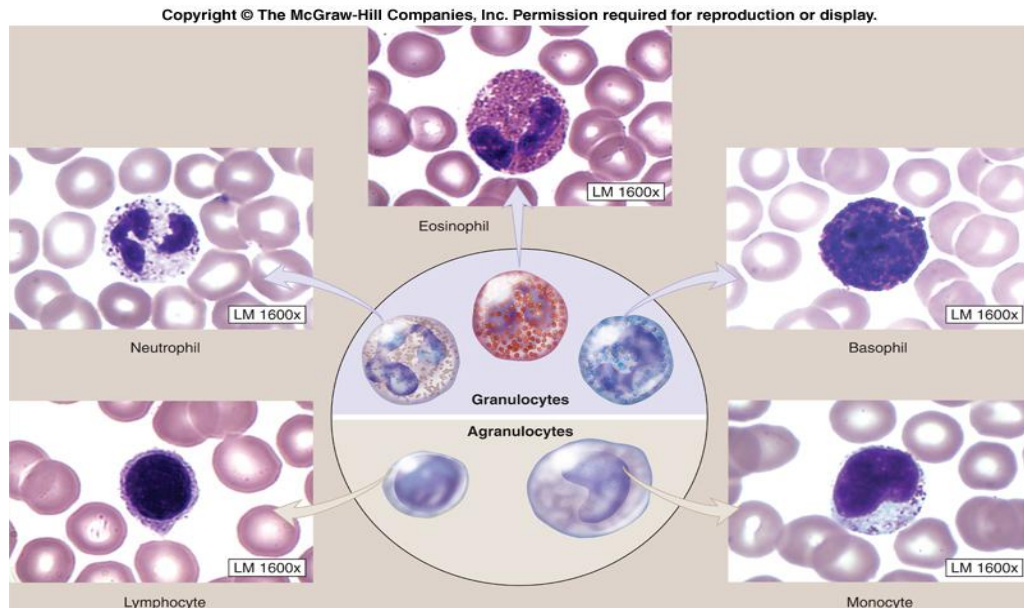 Copyright © The McGraw-Hill Companies, Inc. Permission required for reproduction or display.
LM 1600x
Eosinophil
LM 1600x
Neutrophil
LM 1600x
Basophil
Granulocytes
Agranulocytes
LM 1600x
Lymphocyte
LM 1600x
Monocyte